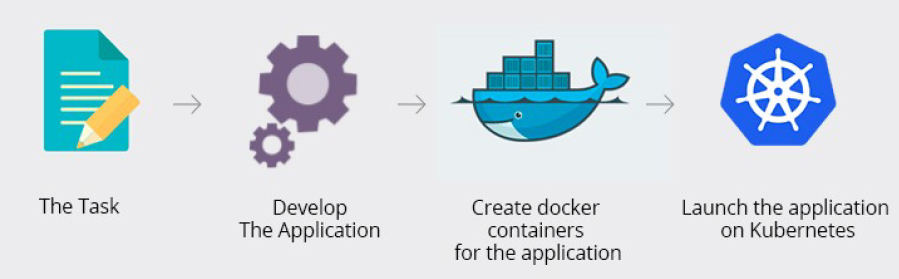 The Task
Develop
The Application
Create docker
containers
for the application
Launch the application
on Kubernetes